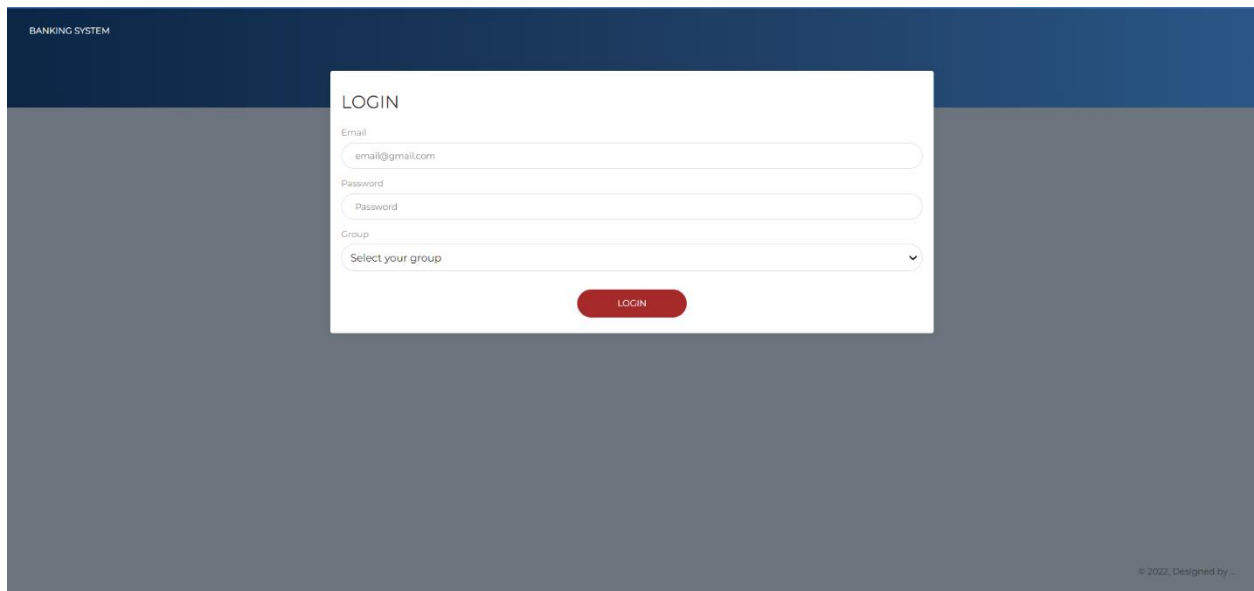 BANKING SYSTEM
LOGIN
Email
email@gmail.com
Password
Password
Group
Select your group
LOGIN
© 2022, Designed by ...